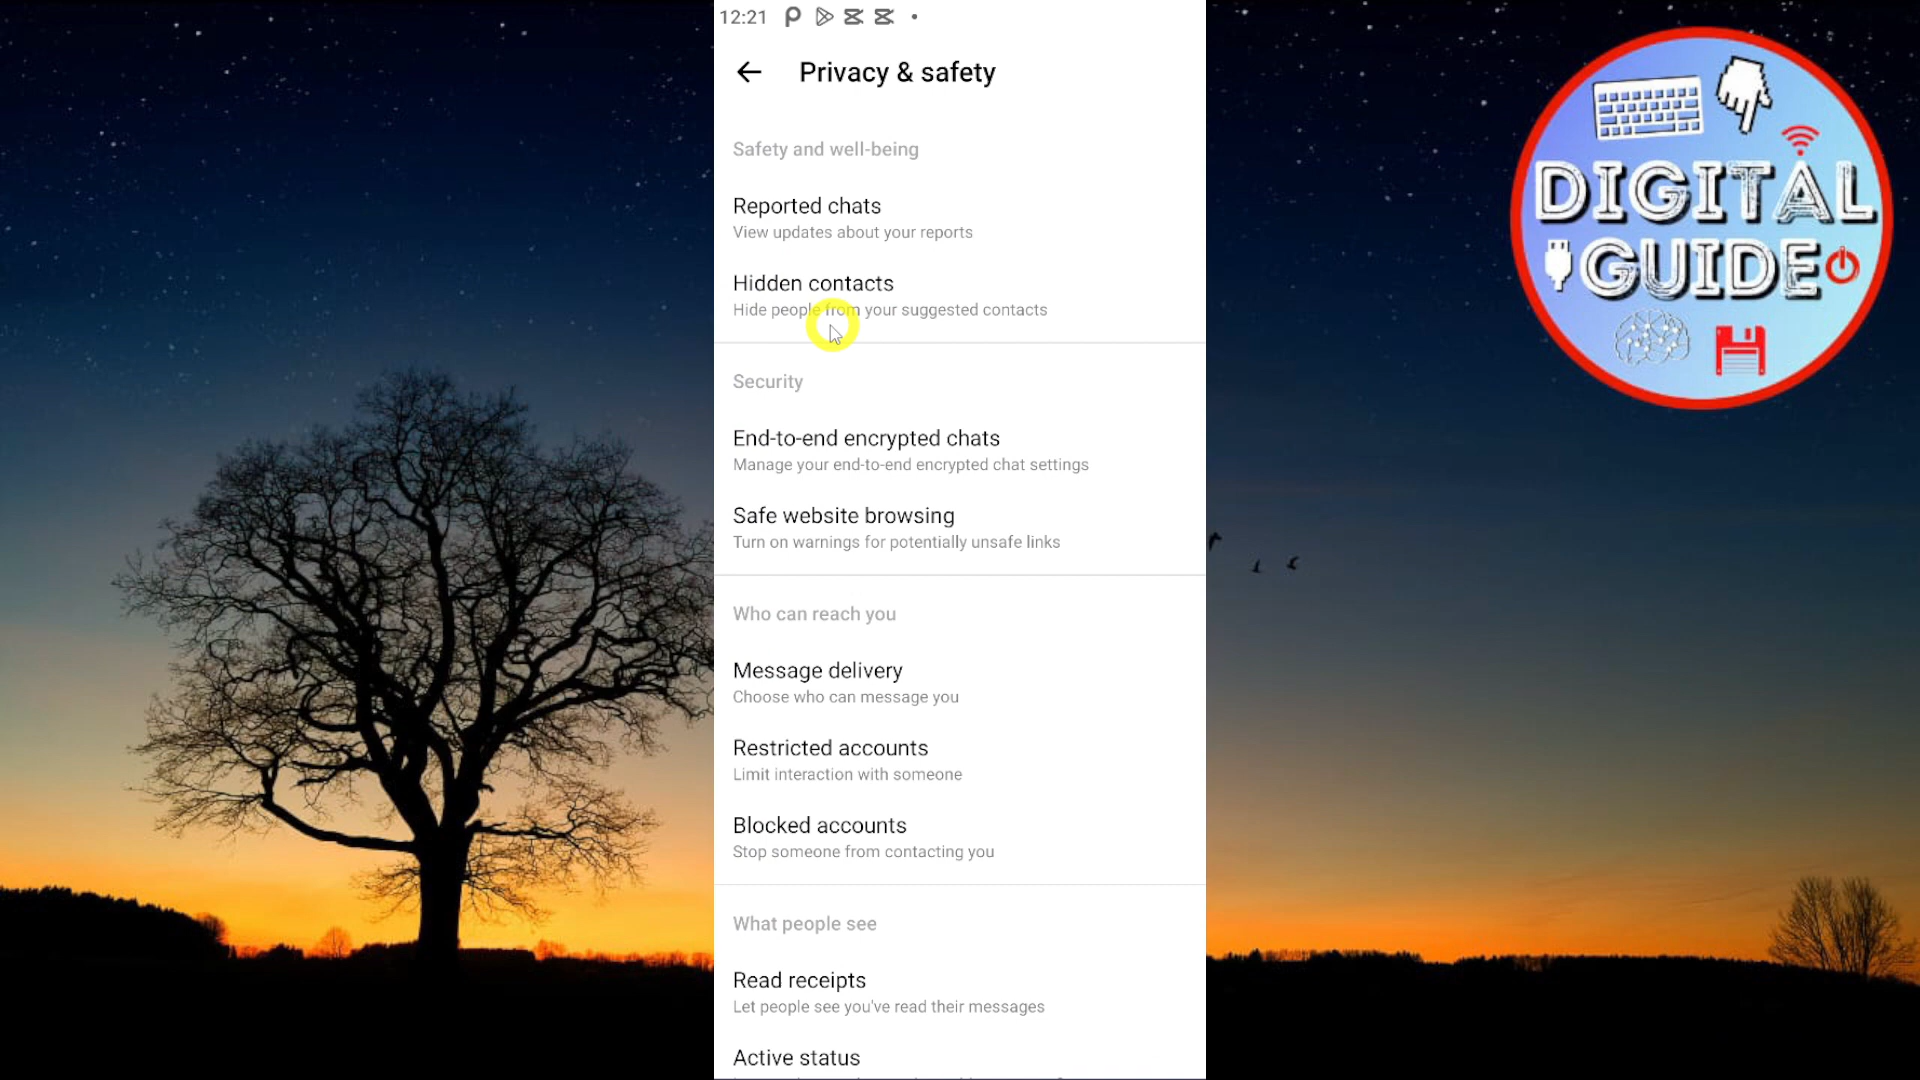 12:21
Privacy & safety
Safety and well-being
Reported chats
View updates about your reports
Hidden contacts
Hide people from your suggested contacts
Security
End-to-end encrypted chats
Manage your end-to-end encrypted chat settings
Safe website browsing
Turn on warnings for potentially unsafe links
Who can reach you
Message delivery
Choose who can message you
Restricted accounts
Limit interaction with someone
Blocked accounts
Stop someone from contacting you
What people see
Read receipts
Let people see you've read their messages
Active status
DIGITAL
GUIDE